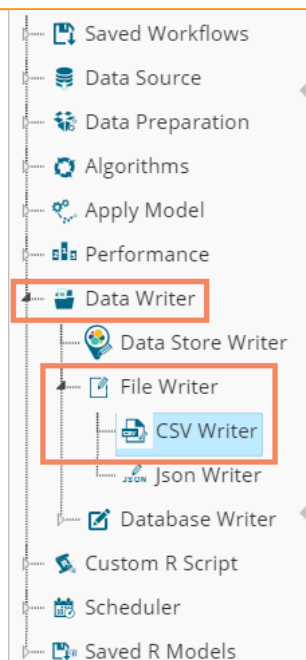 Saved Workflows
Data Source
Data Preparation
Algorithms
Apply Model
Performance
Data Writer
Data Store Writer
File Writer
CSV Writer
JSON
Json Writer
Database Writer
Custom R Script
Scheduler
Saved R Models